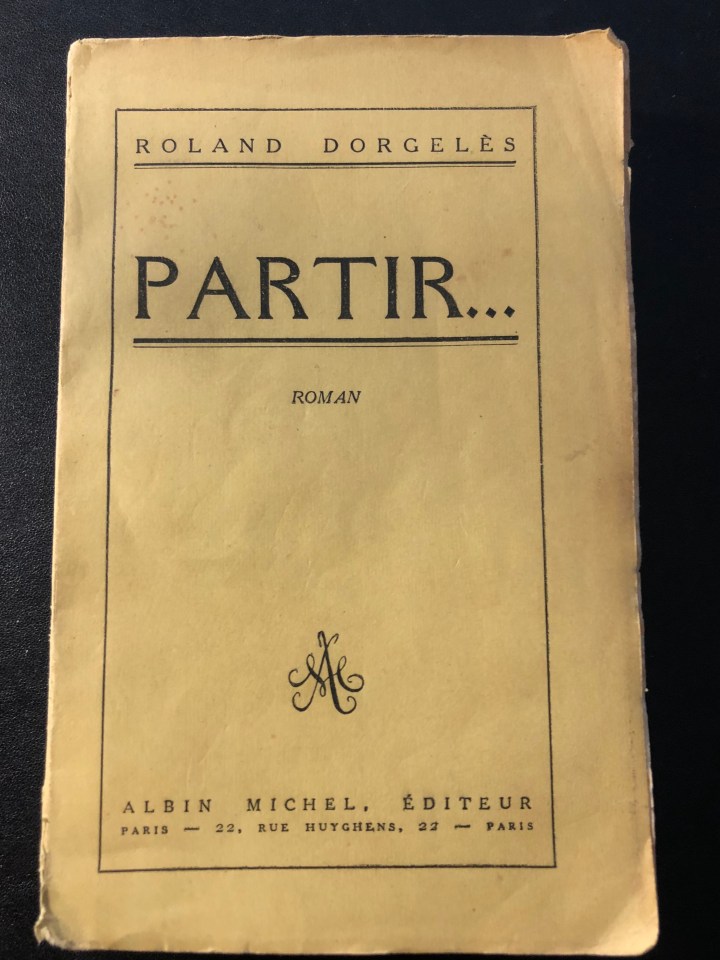 ROLAND DORGELÈS
PARTIR...
ROMAN
AM
ALBIN MICHEL, ÉDITEUR
PARIS — 22, RUE HUYGHENS, 22 — PARIS